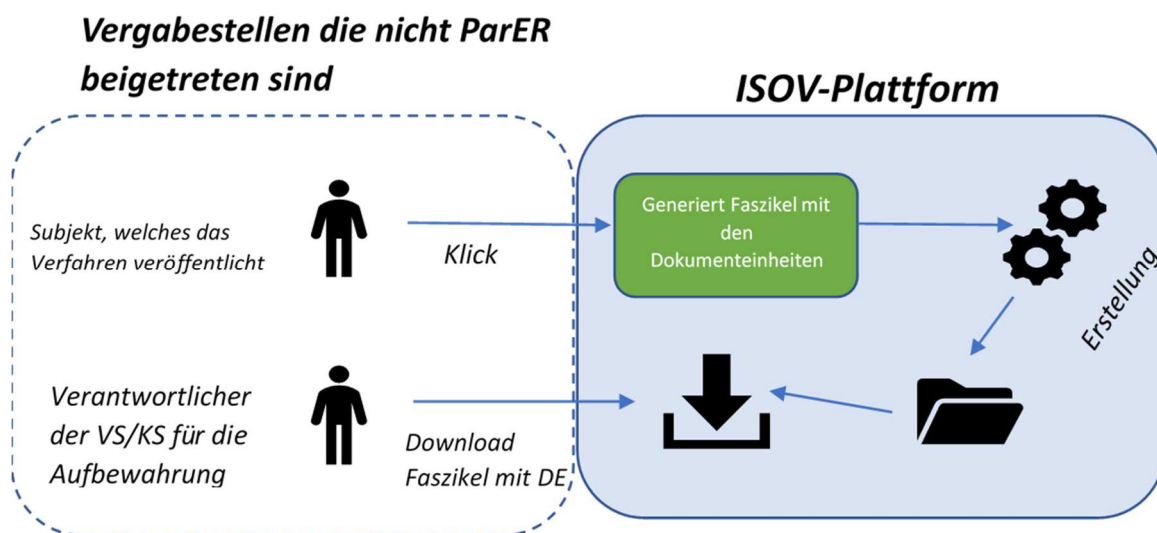 Vergabestellen die nicht ParER
beigetreten sind
ISOV-Plattform
Subjekt, welches das
Verfahren veröffentlicht
Klick
Generiert Faszikel mit
den
Dokumenteinheiten
Erstellung
Verantwortlicher
der VS/KS für die
Aufbewahrung
Download
Faszikel mit DE